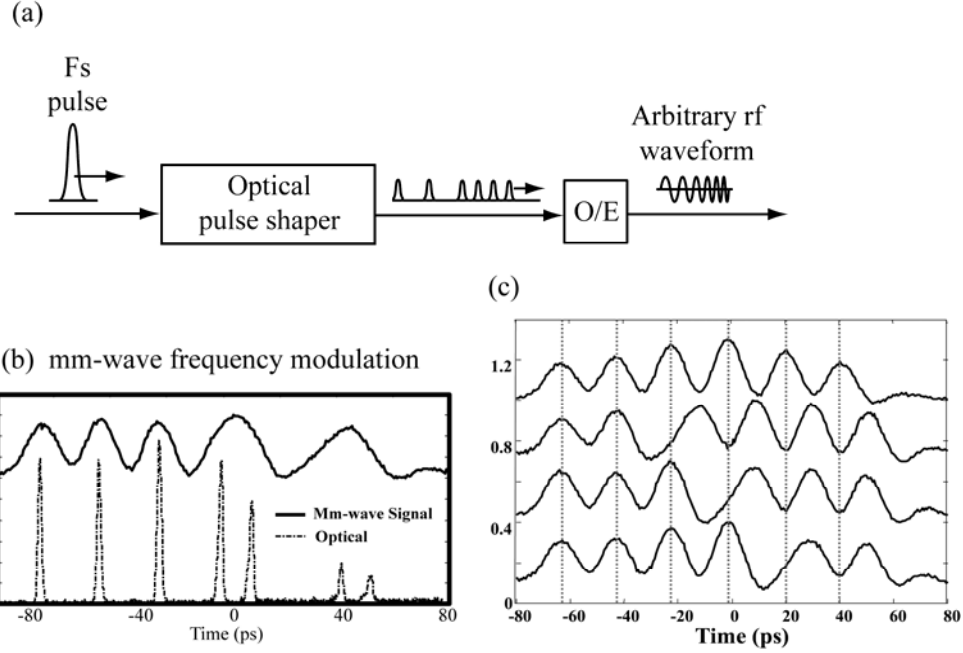 (a)
Fs
pulse
Optical
pulse shaper
O/E
Arbitrary rf
waveform
(b) mm-wave frequency modulation
Mm-wave Signal
Optical
-80 -40 0 40 80
Time (ps)
(c)
1.2
0.8
0.4
0
-80 -60 -40 -20 0 20 40 60 80
Time (ps)